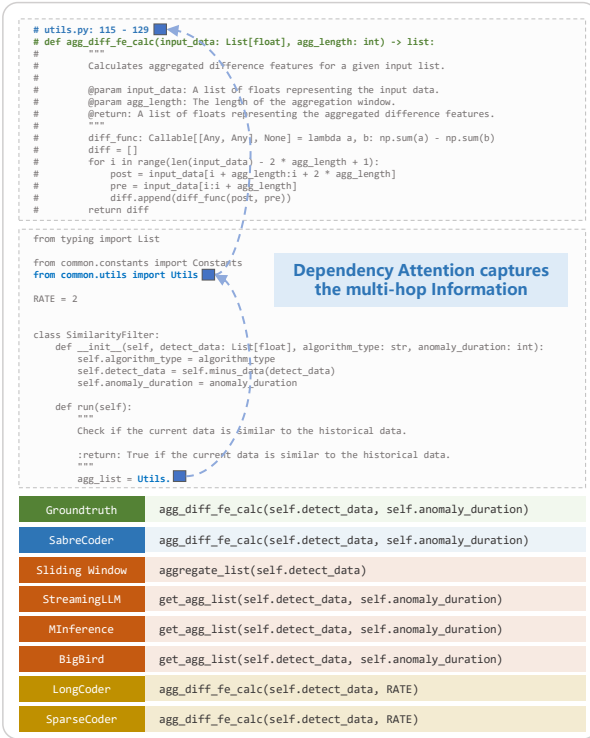 # utils.py: 115 - 129
# def agg_diff_fe_calc(input_data: List[float], agg_length: int) -> list:
#         """
#         Calculates aggregated difference features for a given input list.
#
#         @param input_data: A list of floats representing the input data.
#         @param agg_length: The length of the aggregation window.
#         @return: A list of floats representing the aggregated difference features.
#         """
#         diff_func: Callable[[Any, Any], None] = lambda a, b: np.sum(a) - np.sum(b)
#         diff = []
#         for i in range(len(input_data) - 2 * agg_length + 1):
#             post = input_data[i + agg_length:i + 2 * agg_length]
#             pre = input_data[i:i + agg_length]
#             diff.append(diff_func(post, pre))
#         return diff
from typing import List
from common.constants import Constants
from common.utils import Utils
Dependency Attention captures
the multi-hop Information
RATE = 2
class SimilarityFilter:
    def __init__(self, detect_data: List[float], algorithm_type: str, anomaly_duration: int):
        self.algorithm_type = algorithm_type
        self.detect_data = self.minus_data(detect_data)
        self.anomaly_duration = anomaly_duration
    def run(self):
        """
        Check if the current data is similar to the historical data.
        :return: True if the current data is similar to the historical data.
        """
        agg_list = Utils.
Groundtruth agg_diff_fe_calc(self.detect_data, self.anomaly_duration)
SabreCoder agg_diff_fe_calc(self.detect_data, self.anomaly_duration)
Sliding Window aggregate_list(self.detect_data)
StreamingLLM get_agg_list(self.detect_data, self.anomaly_duration)
MInference get_agg_list(self.detect_data, self.anomaly_duration)
BigBird get_agg_list(self.detect_data, self.anomaly_duration)
LongCoder agg_diff_fe_calc(self.detect_data, RATE)
SparseCoder agg_diff_fe_calc(self.detect_data, RATE)